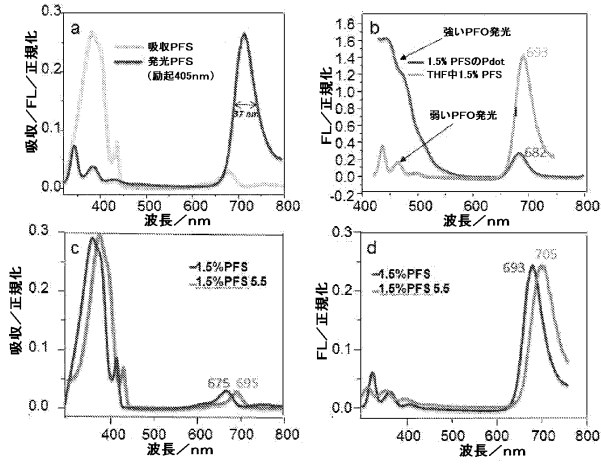 a
吸収PFS
発光PFS
(励起405nm)
37 nm
吸収/FL/正規化
0.3
0.2
0.1
0.0
400 500 600 700 800
波長/nm
b
強いPFO発光
1.5% PFSのPdot
THF中1.5% PFS
弱いPFO発光
693
682
FL/正規化
1.6
1.4
1.2
1.0
0.8
0.6
0.4
0.2
0.0
-0.2
400 500 600 700 800
波長/nm
c
1.5%PFS
1.5%PFS 5.5
675 695
吸収/正規化
0.3
0.2
0.1
0.0
400 500 600 700 800
波長/nm
d
1.5%PFS
1.5%PFS 5.5
693 705
FL/正規化
0.3
0.2
0.1
0.0
300 400 500 600 700 800
波長/nm